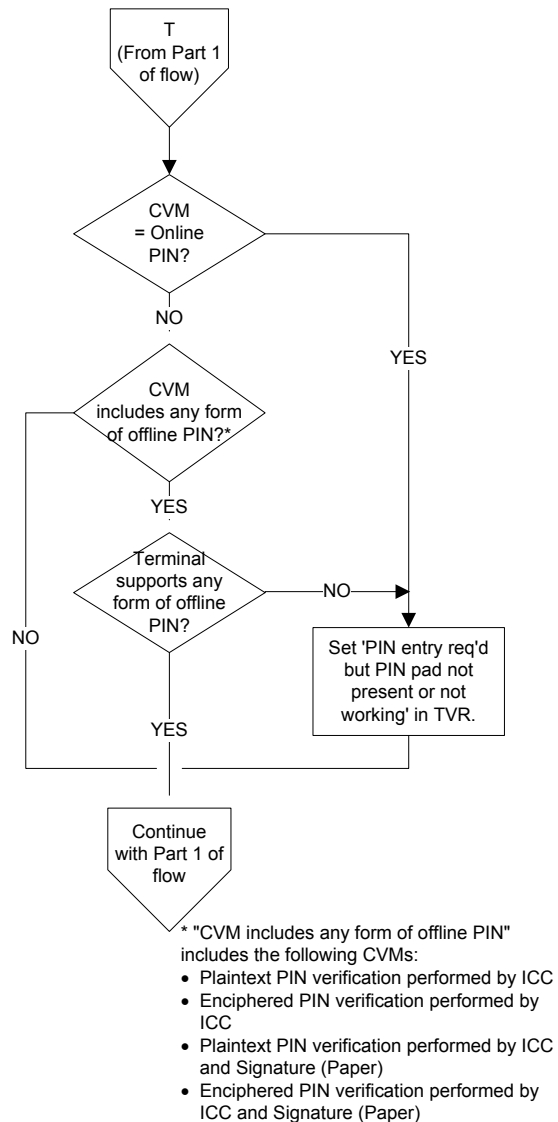 T
(From Part 1
of flow)
CVM
= Online
PIN?
NO
YES
CVM
includes any form
of offline PIN?*
YES
Terminal
supports any
form of offline
PIN?
NO
NO
Set 'PIN entry req'd
but PIN pad not
present or not
working' in TVR.
YES
Continue
with Part 1 of
flow
* "CVM includes any form of offline PIN"
includes the following CVMs:
• Plaintext PIN verification performed by ICC
• Enciphered PIN verification performed by
ICC
• Plaintext PIN verification performed by ICC
and Signature (Paper)
• Enciphered PIN verification performed by
ICC and Signature (Paper)